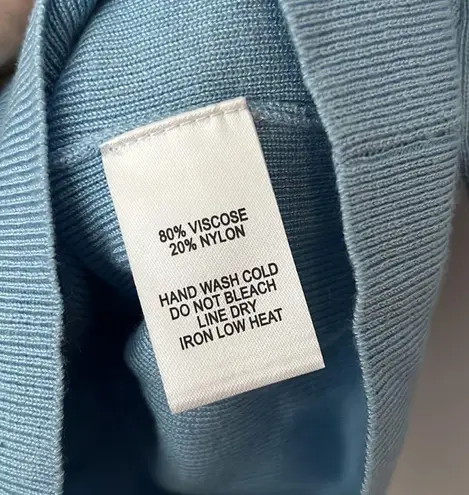 80% VISCOSE
20% NYLON
HAND WASH COLD
DO NOT BLEACH
LINE DRY
IRON LOW HEAT